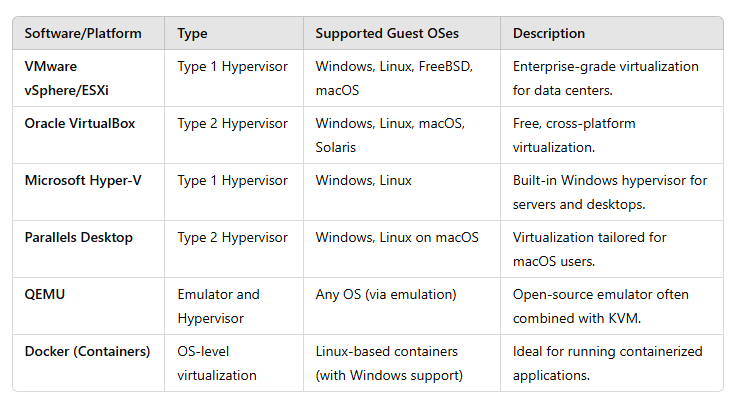 Software/Platform Type Supported Guest OSes Description
VMware Type 1 Hypervisor Windows, Linux, FreeBSD, Enterprise-grade virtualization
vSphere/ESXi macOS for data centers.
Oracle VirtualBox Type 2 Hypervisor Windows, Linux, macOS, Free, cross-platform
Solaris virtualization.
Microsoft Hyper-V Type 1 Hypervisor Windows, Linux Built-in Windows hypervisor for
servers and desktops.
Parallels Desktop Type 2 Hypervisor Windows, Linux on macOS Virtualization tailored for
macOS users.
QEMU Emulator and Any OS (via emulation) Open-source emulator often
Hypervisor combined with KVM.
Docker (Containers) OS-level Linux-based containers Ideal for running containerized
virtualization (with Windows support) applications.